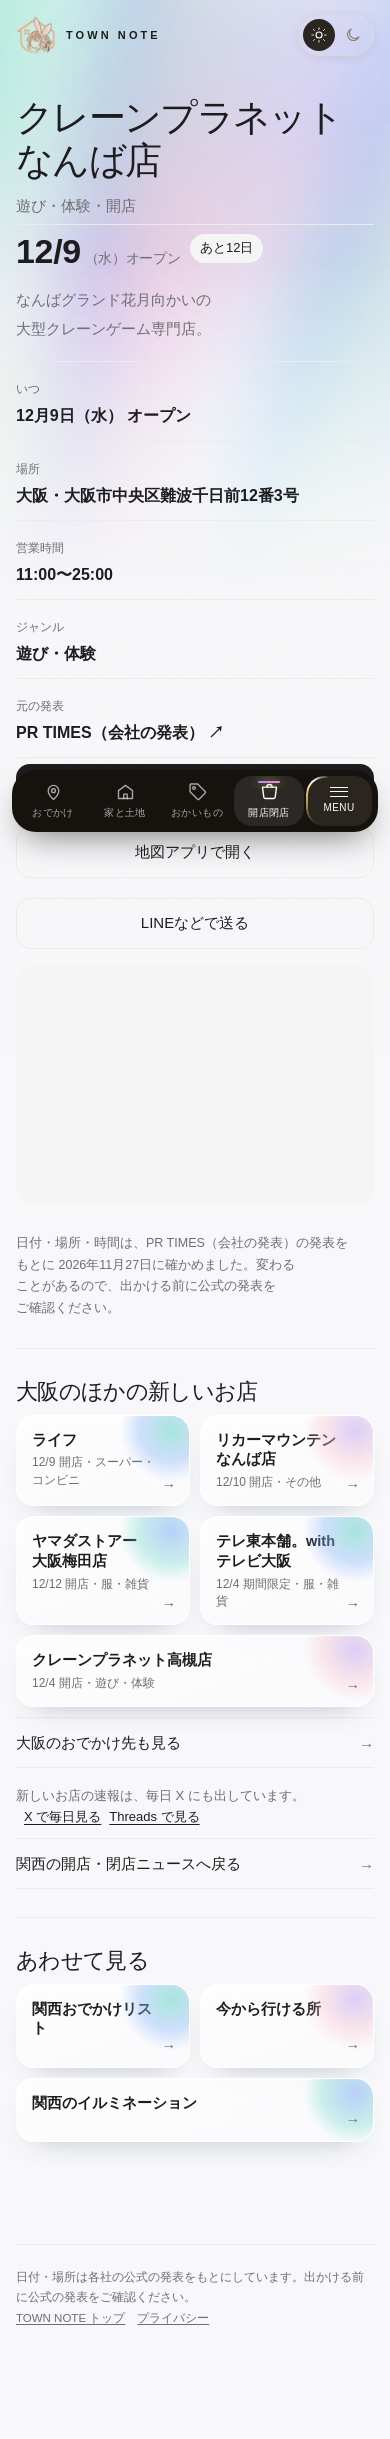 TOWN NOTE
クレーンプラネット
なんば店
遊び・体験・開店
12/9（水）オープン あと12日
なんばグランド花月向かいの
大型クレーンゲーム専門店。
いつ
12月9日（水） オープン
場所
大阪・大阪市中央区難波千日前12番3号
営業時間
11:00〜25:00
ジャンル
遊び・体験
元の発表
PR TIMES（会社の発表） ↗
おでかけ 家と土地 おかいもの 開店閉店 MENU
地図アプリで開く
LINEなどで送る
日付・場所・時間は、PR TIMES（会社の発表）の発表を
もとに 2026年11月27日に確かめました。変わる
ことがあるので、出かける前に公式の発表を
ご確認ください。
大阪のほかの新しいお店
ライフ
12/9 開店・スーパー・
コンビニ →
リカーマウンテン
なんば店
12/10 開店・その他 →
ヤマダストアー
大阪梅田店
12/12 開店・服・雑貨 →
テレ東本舗。with
テレビ大阪
12/4 期間限定・服・雑
貨 →
クレーンプラネット高槻店
12/4 開店・遊び・体験 →
大阪のおでかけ先も見る →
新しいお店の速報は、毎日 X にも出しています。
X で毎日見る Threads で見る
関西の開店・閉店ニュースへ戻る →
あわせて見る
関西おでかけリス
ト →
今から行ける所 →
関西のイルミネーション →
日付・場所は各社の公式の発表をもとにしています。出かける前
に公式の発表をご確認ください。
TOWN NOTE トップ プライバシー